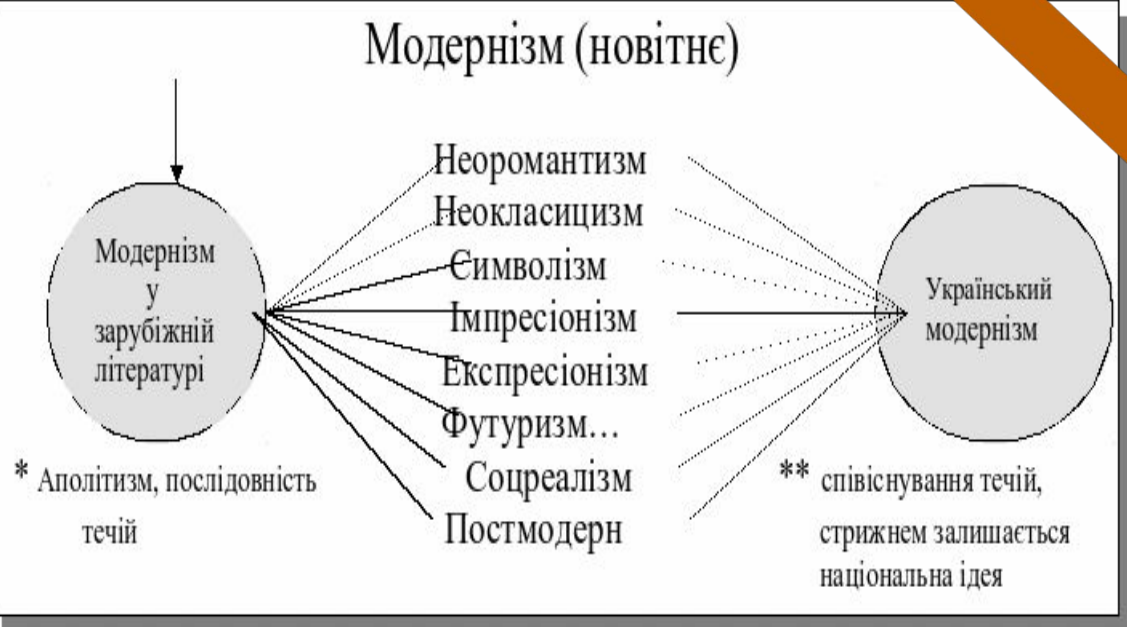 Модернізм (новітнє)
Модернізм
у
зарубіжній
літературі
Неоромантизм
Неокласицизм
Символізм
Імпресіонізм
Експресіонізм
Футуризм…
Соцреалізм
Постмодерн
Український
модернізм
* Аполітизм, послідовність
течій
** співіснування течій,
стрижнем залишається
національна ідея